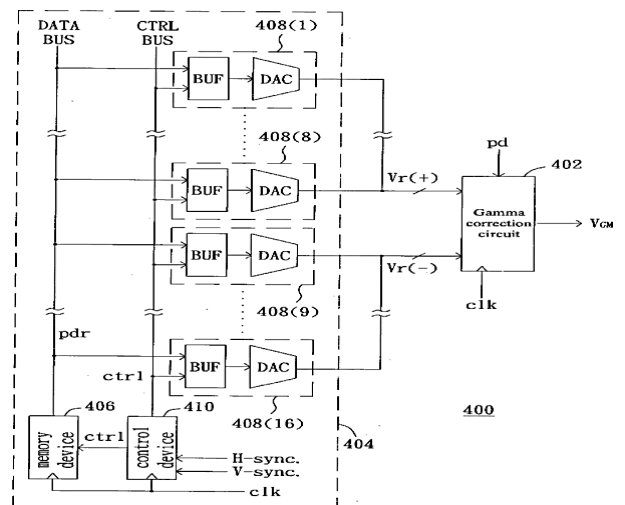 DATA BUS
CTRL BUS
408(1)
BUF
DAC
408(8)
BUF
DAC
Vr(+)
pd
402
Gamma
correction
circuit
VGM
BUF
DAC
Vr(-)
408(9)
clk
pdr
BUF
DAC
ctrl
408(16)
400
406
410
404
memory
device
ctrl
control
device
H-sync.
V-sync.
clk